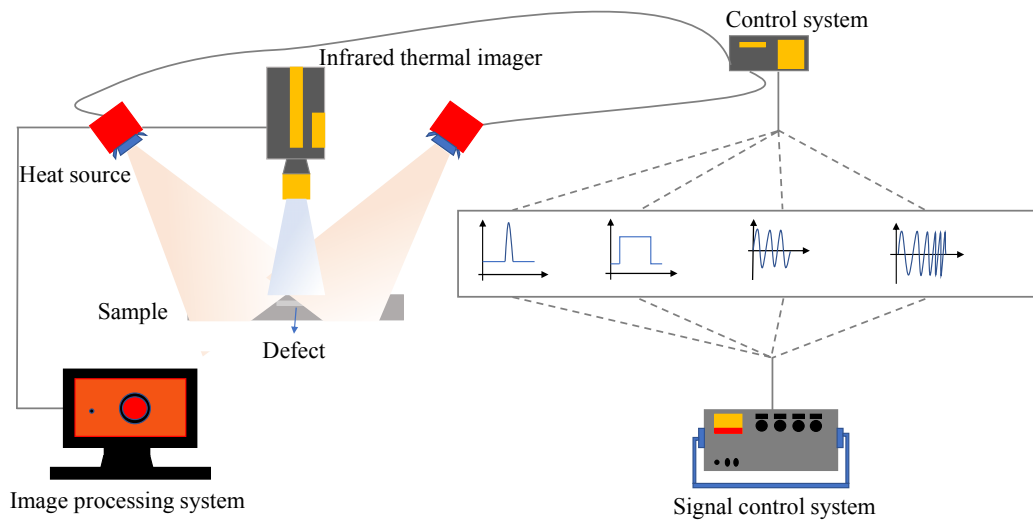 Control system
Infrared thermal imager
Heat source
Sample
Defect
Image processing system
Signal control system